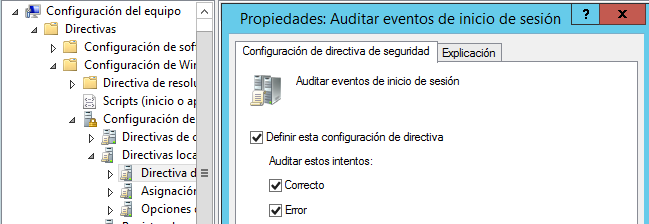 Configuración del equipo
Directivas
Configuración de sof
Configuración de Wir
Directiva de resolu
Scripts (inicio o ap
Configuración de
Directivas de c
Directivas loca
Directiva d
Asignación
Opciones
Propiedades: Auditar eventos de inicio de sesión
?
x
Configuración de directiva de seguridad
Explicación
Auditar eventos de inicio de sesión
Definir esta configuración de directiva
Auditar estos intentos:
Correcto
Error